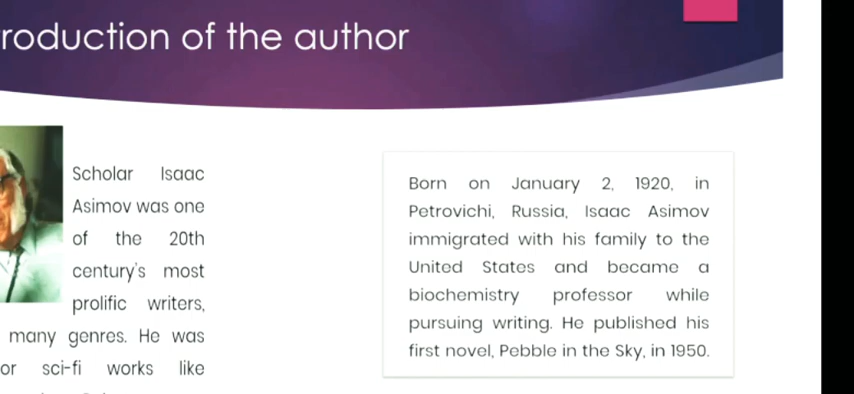 roduction of the author
Scholar Isaac
Asimov was one
of the 20th
century's most
prolific writers,
many genres. He was
or sci-fi works like
Born on January 2, 1920, in
Petrovichi, Russia, Isaac Asimov
immigrated with his family to the
United States and became a
biochemistry professor while
pursuing writing. He published his
first novel, Pebble in the Sky, in 1950.